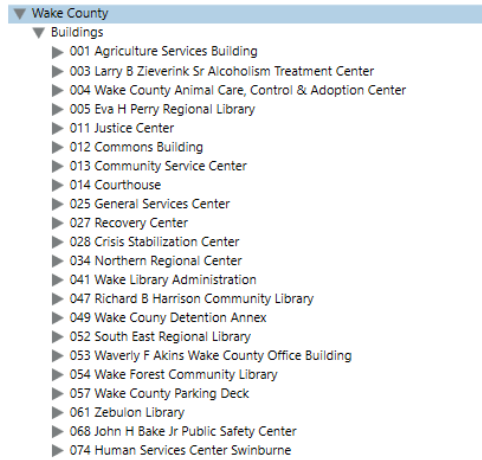 Wake County
Buildings
001 Agriculture Services Building
003 Larry B Zieverink Sr Alcoholism Treatment Center
004 Wake County Animal Care, Control & Adoption Center
005 Eva H Perry Regional Library
011 Justice Center
012 Commons Building
013 Community Service Center
014 Courthouse
025 General Services Center
027 Recovery Center
028 Crisis Stabilization Center
034 Northern Regional Center
041 Wake Library Administration
047 Richard B Harrison Community Library
049 Wake Couny Detention Annex
052 South East Regional Library
053 Waverly F Akins Wake County Office Building
054 Wake Forest Community Library
057 Wake County Parking Deck
061 Zebulon Library
068 John H Bake Jr Public Safety Center
074 Human Services Center Swinburne